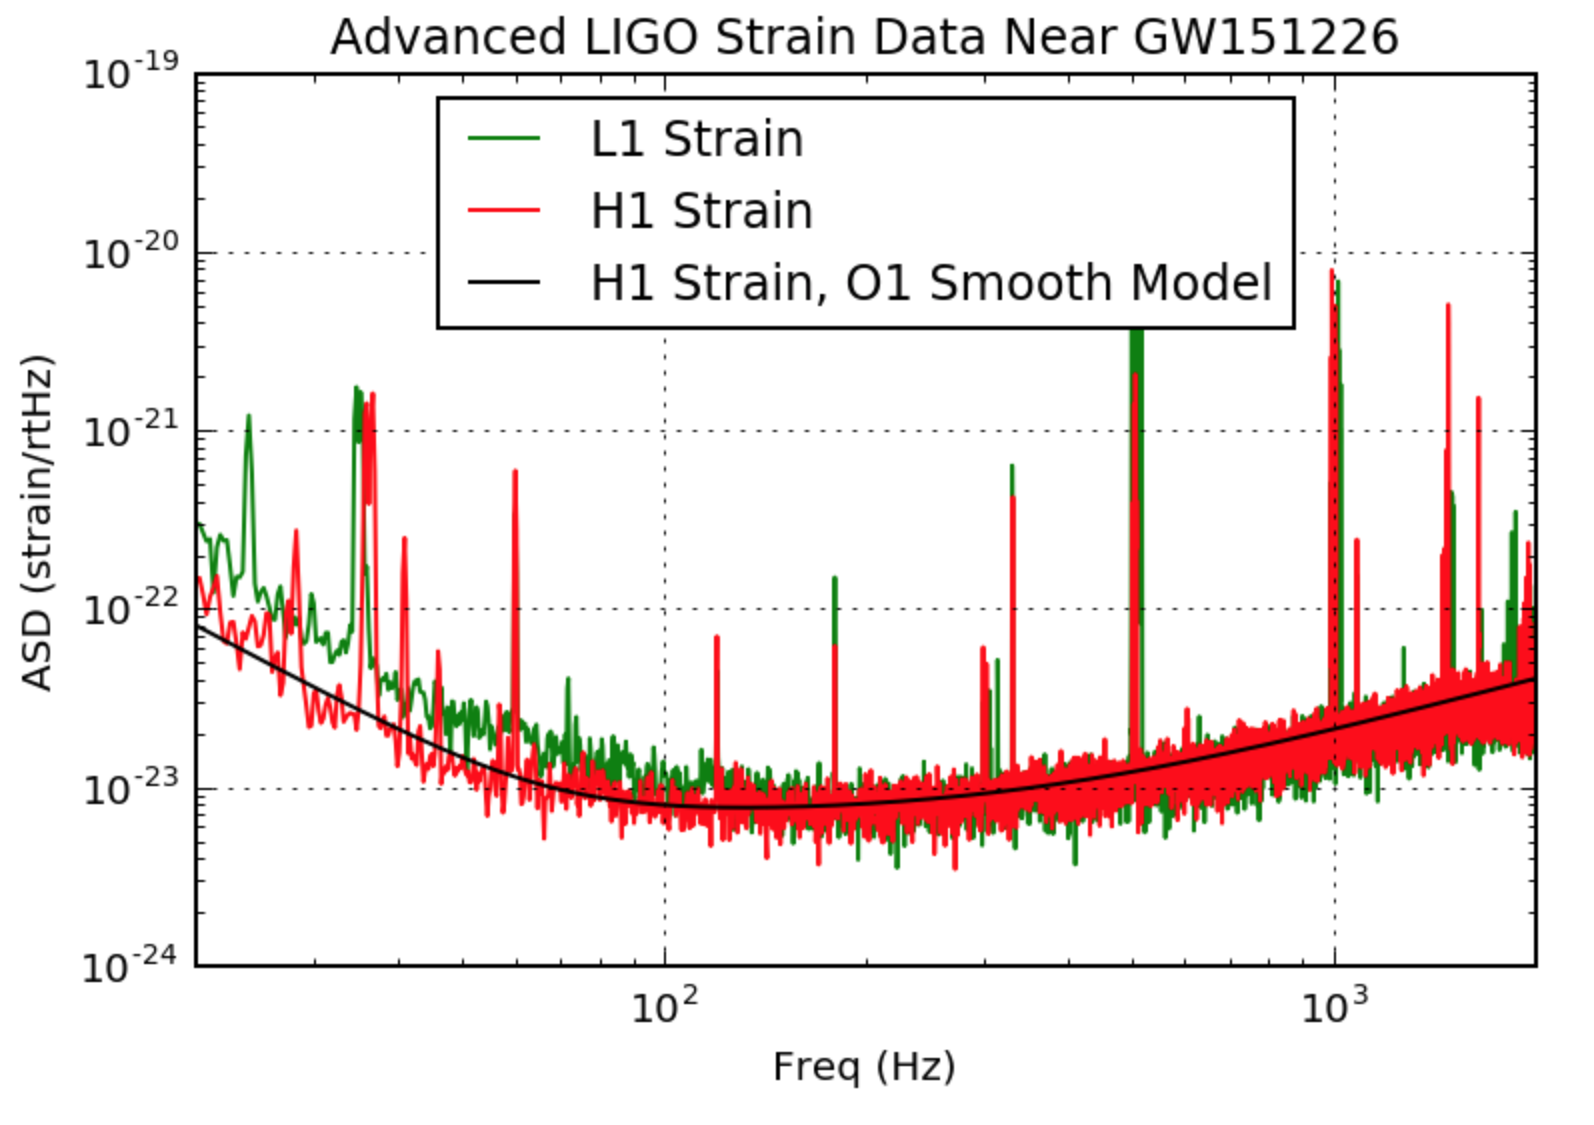 Advanced LIGO Strain Data Near GW151226
10^-19
10^-20
10^-21
10^-22
10^-23
10^-24
ASD (strain/rtHz)
L1 Strain
H1 Strain
H1 Strain, O1 Smooth Model
10^2
10^3
Freq (Hz)